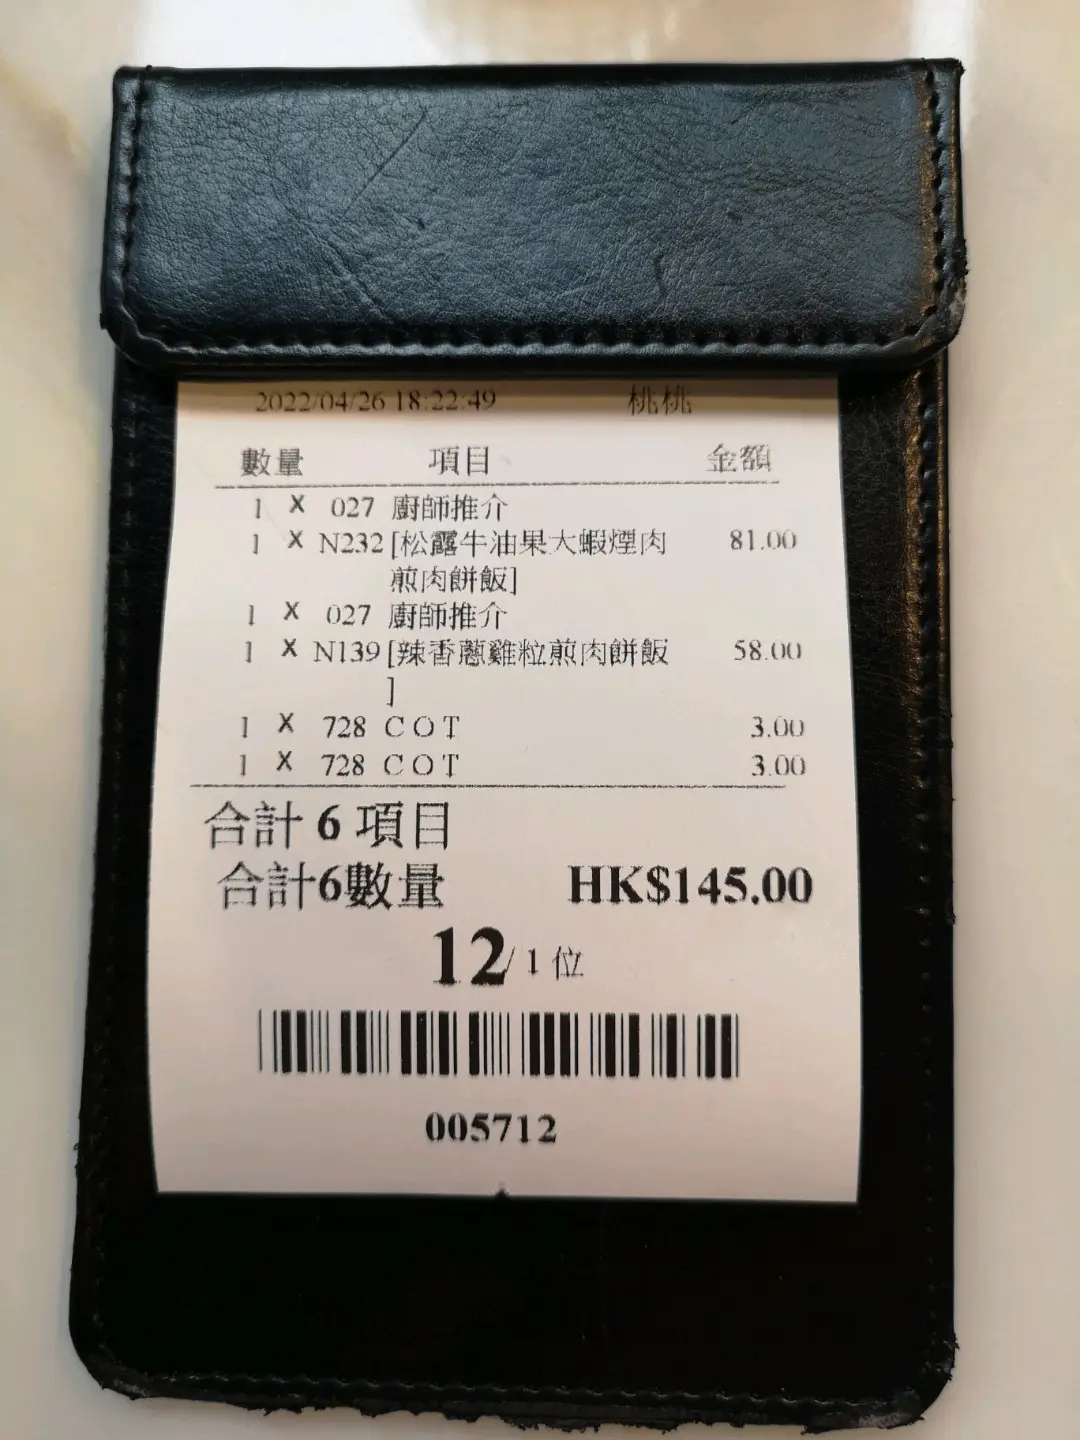 2022/04/26 18:22:49 桃桃
數量 項目 金額
1 X 027 廚師推介
1 X N232 [松露牛油果大蝦煙肉 81.00
煎肉餅飯]
1 X 027 廚師推介
1 X N139 [辣香蔥雞粒煎肉餅飯 58.00
]
1 X 728 COT 3.00
1 X 728 COT 3.00
合計 6 項目
合計6數量 HK$145.00
12/1 位
005712